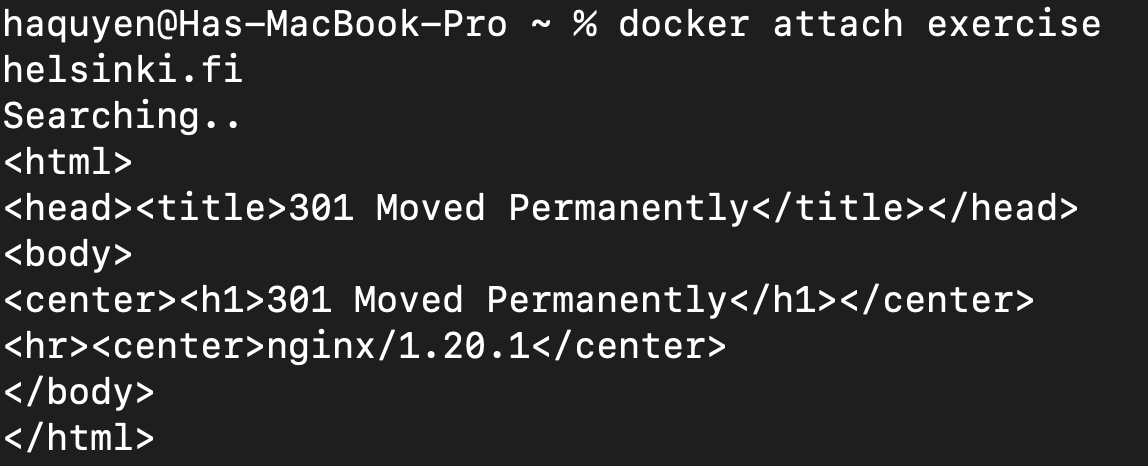 haquyen@Has-MacBook-Pro ~ % docker attach exercise
helsinki.fi
Searching..
<html>
<head><title>301 Moved Permanently</title></head>
<body>
<center><h1>301 Moved Permanently</h1></center>
<hr><center>nginx/1.20.1</center>
</body>
</html>